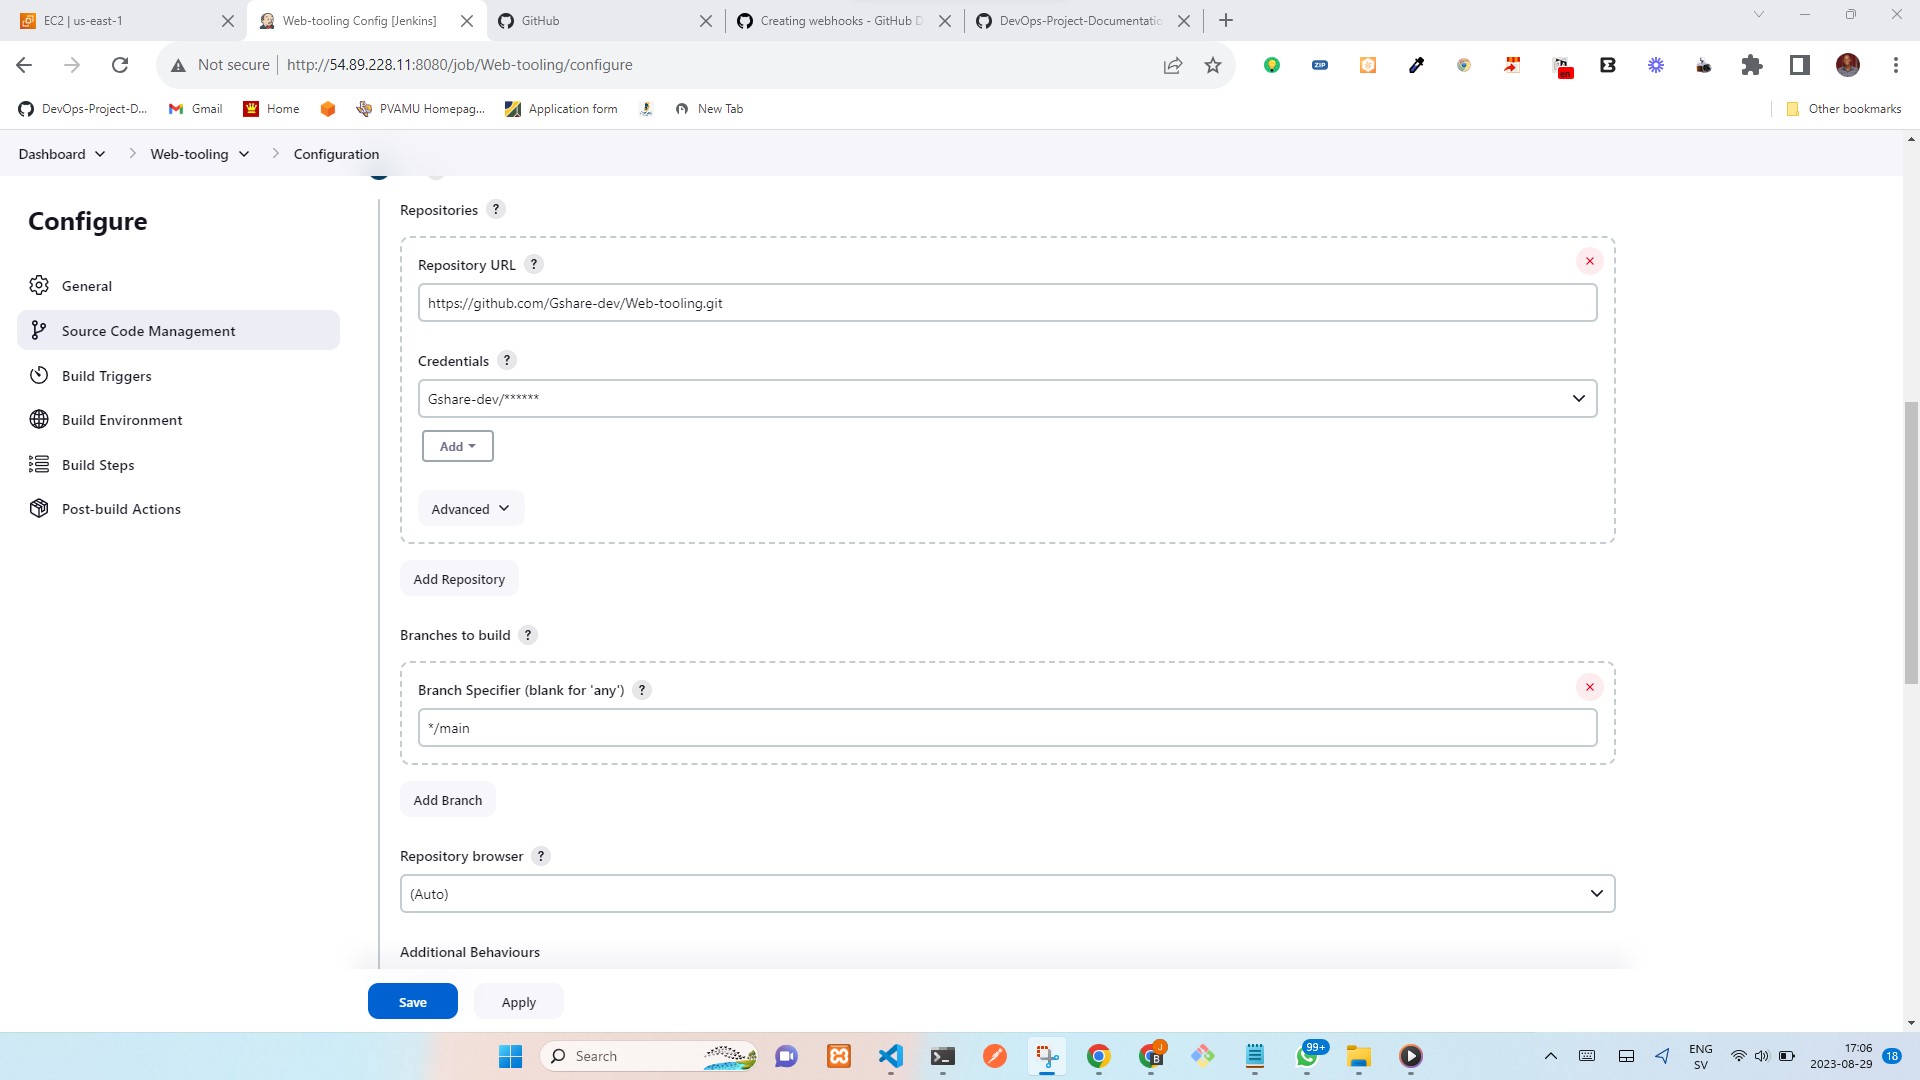 EC2 | us-east-1
Web-tooling Config [Jenkins]
GitHub
Creating webhooks - GitHub D
DevOps-Project-Documentatio
Not secure
http://54.89.228.11:8080/job/Web-tooling/configure
ZIP
en
DevOps-Project-D...
Gmail
Home
PVAMU Homepag...
Application form
New Tab
Other bookmarks
Dashboard
Web-tooling
Configuration
Configure
General
Source Code Management
Build Triggers
Build Environment
Build Steps
Post-build Actions
Repositories ?
Repository URL ?
https://github.com/Gshare-dev/Web-tooling.git
Credentials ?
Gshare-dev/******
Add
Advanced
Add Repository
Branches to build ?
Branch Specifier (blank for 'any') ?
*/main
Add Branch
Repository browser ?
(Auto)
Additional Behaviours
Save
Apply
Search
J
B
99+
ENG
SV
17:06
2023-08-29
18